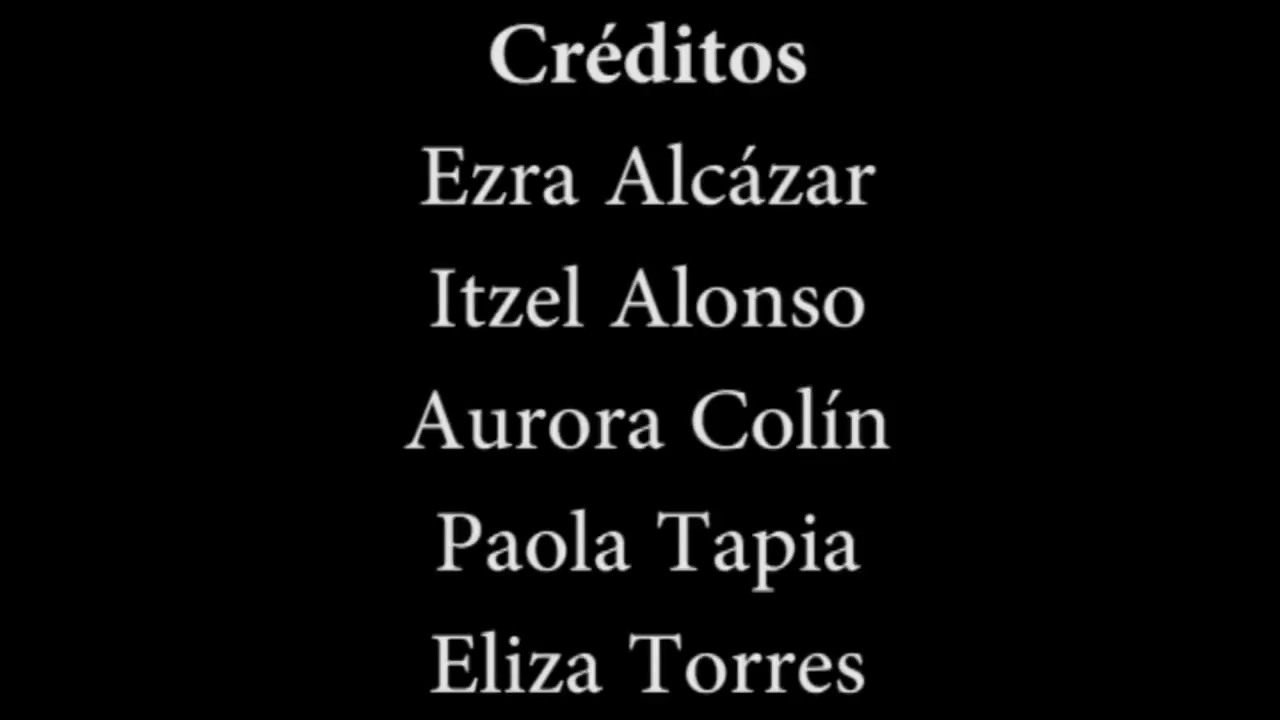 Créditos
Ezra Alcázar
Itzel Alonso
Aurora Colín
Paola Tapia
Eliza Torres